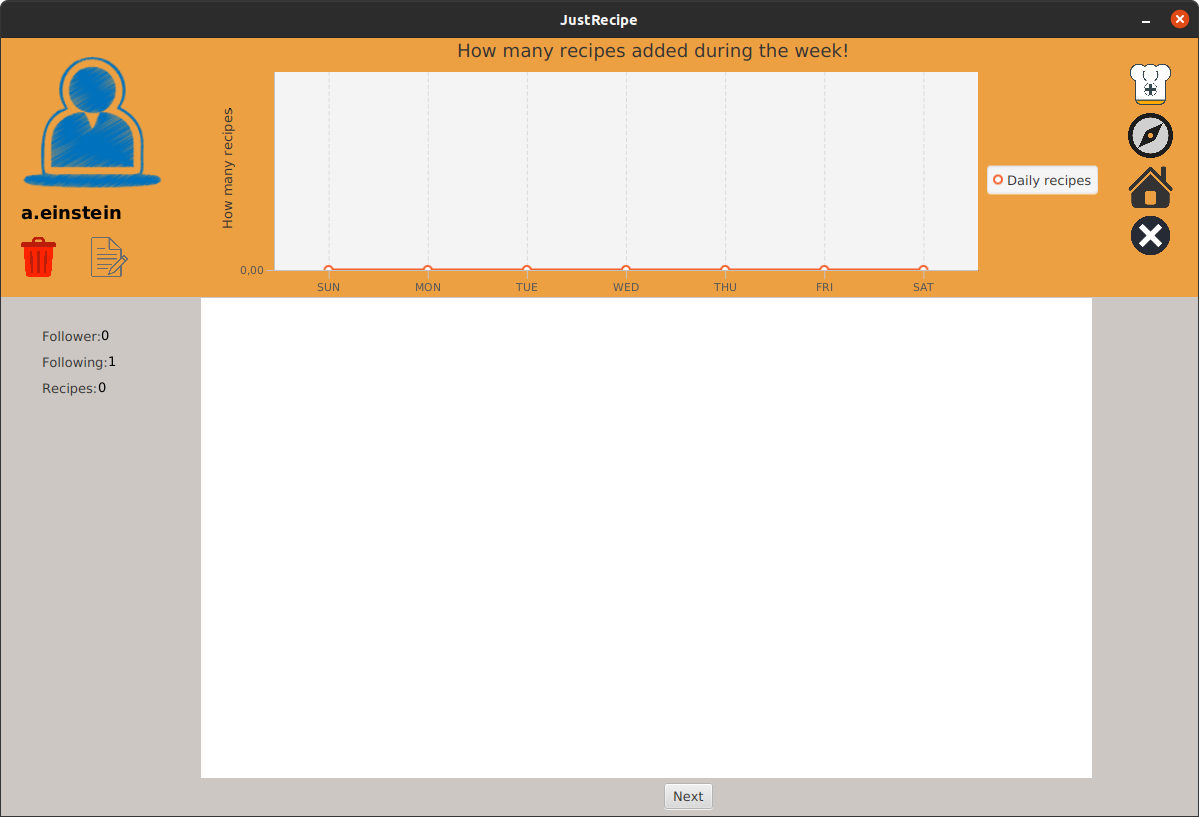 JustRecipe
How many recipes added during the week!
How many recipes
Daily recipes
a.einstein
0,00
SUN MON TUE WED THU FRI SAT
Follower:0
Following:1
Recipes:0
Next